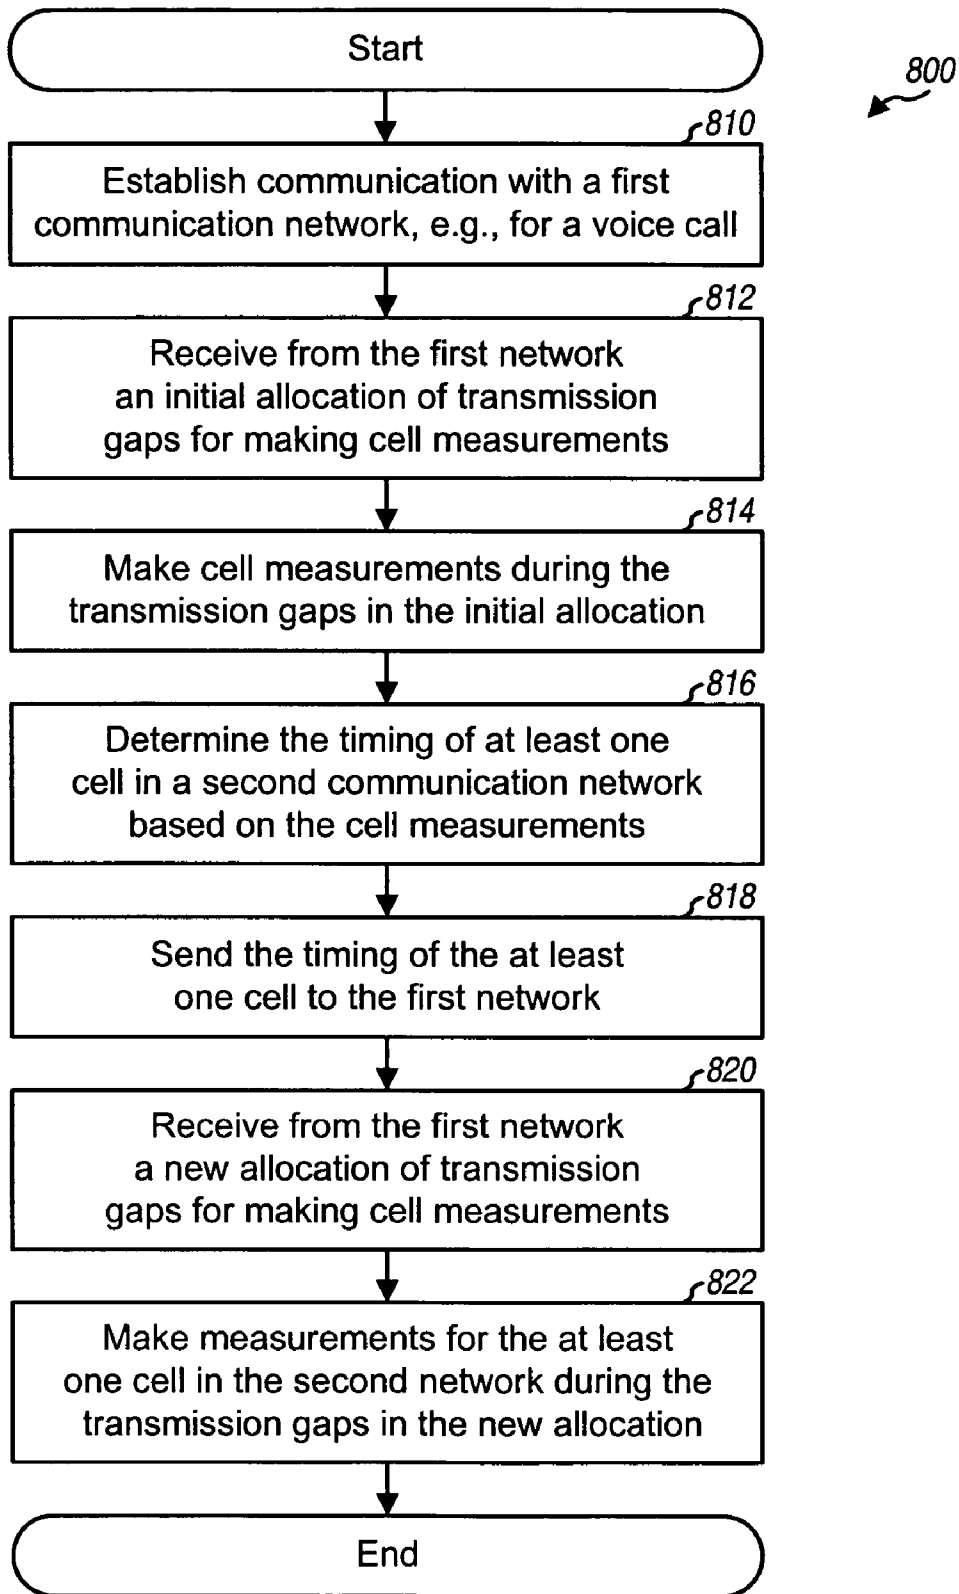 Start
800
810
Establish communication with a first
communication network, e.g., for a voice call
812
Receive from the first network
an initial allocation of transmission
gaps for making cell measurements
814
Make cell measurements during the
transmission gaps in the initial allocation
816
Determine the timing of at least one
cell in a second communication network
based on the cell measurements
818
Send the timing of the at least
one cell to the first network
820
Receive from the first network
a new allocation of transmission
gaps for making cell measurements
822
Make measurements for the at least
one cell in the second network during the
transmission gaps in the new allocation
End